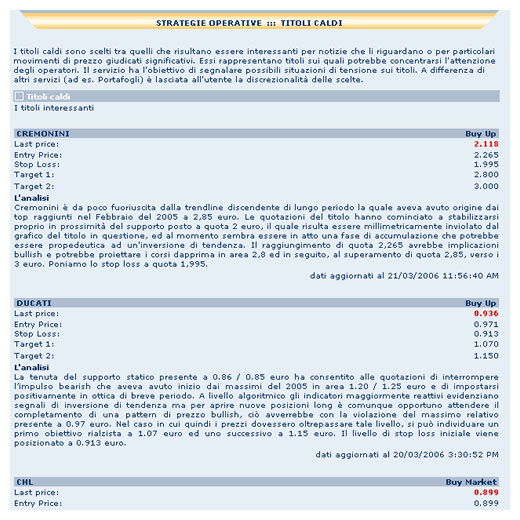 STRATEGIE OPERATIVE ::: TITOLI CALDI
I titoli caldi sono scelti tra quelli che risultano essere interessanti per notizie che li riguardano o per particolari
movimenti di prezzo giudicati significativi. Essi rappresentano titoli sui quali potrebbe concentrarsi l'attenzione
degli operatori. Il servizio ha l'obiettivo di segnalare possibili situazioni di tensione sui titoli. A differenza di
altri servizi (ad es. Portafogli) è lasciata all'utente la discrezionalità delle scelte.
Titoli caldi
I titoli interessanti
CREMONINI Buy Up
Last price: 2.118
Entry Price: 2.265
Stop Loss: 1.995
Target 1: 2.800
Target 2: 3.000
L'analisi
Cremonini è da poco fuoriuscita dalla trendline discendente di lungo periodo la quale aveva avuto origine dai
top raggiunti nel Febbraio del 2005 a 2,85 euro. Le quotazioni del titolo hanno cominciato a stabilizzarsi
proprio in prossimità del supporto posto a quota 2 euro, il quale risulta essere millimetricamente inviolato dal
grafico del titolo in questione, ed al momento sembra essere in atto una fase di accumulazione che potrebbe
essere propedeutica ad un'inversione di tendenza. Il raggiungimento di quota 2,265 avrebbe implicazioni
bullish e potrebbe proiettare i corsi dapprima in area 2,8 ed in seguito, al superamento di quota 2,85, verso i
3 euro. Poniamo lo stop loss a quota 1,995.
dati aggiornati al 21/03/2006 11:56:40 AM
DUCATI Buy Up
Last price: 0.936
Entry Price: 0.971
Stop Loss: 0.913
Target 1: 1.070
Target 2: 1.150
L'analisi
La tenuta del supporto statico presente a 0.86 / 0.85 euro ha consentito alle quotazioni di interrompere
l'impulso bearish che aveva avuto inizio dai massimi del 2005 in area 1.20 / 1.25 euro e di impostarsi
positivamente in ottica di breve periodo. A livello algoritmico gli indicatori maggiormente reattivi evidenziano
segnali di inversione di tendenza ma per aprire nuove posizioni long è comunque opportuno attendere il
completamento di una pattern di prezzo bullish, ciò avverrebbe con la violazione del massimo relativo
presente a 0.97 euro. Nel caso in cui quindi i prezzi dovessero oltrepassare tale livello, si può individuare un
primo obiettivo rialzista a 1.07 euro ed uno successivo a 1.15 euro. Il livello di stop loss iniziale viene
posizionato a 0.913 euro.
dati aggiornati al 20/03/2006 3:30:52 PM
CHL Buy Market
Last price: 0.899
Entry Price: 0.899